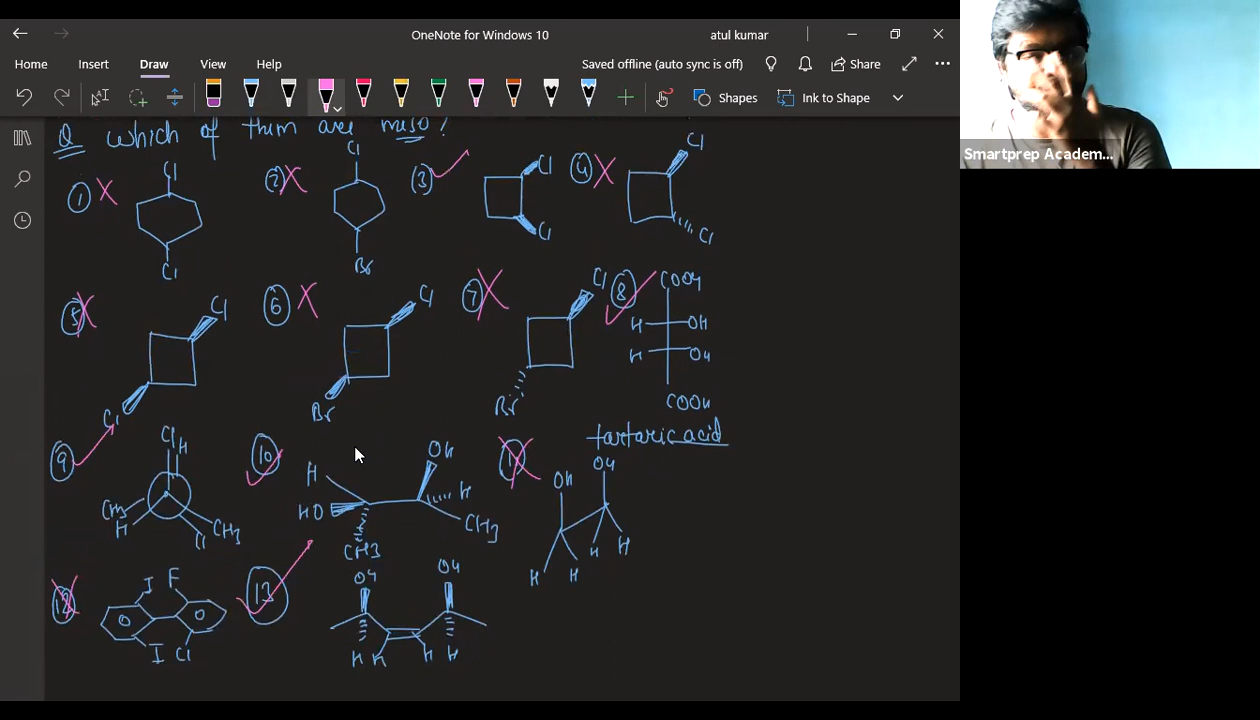 OneNote for Windows 10
atul kumar
Home Insert Draw View Help
Saved offline (auto sync is off)
Share
Shapes
Ink to Shape
Smartprep Academ...
Q which of them are meso?
1 X
Cl
Cl
(2) X
Cl
Br
(3) ✓
Cl
Cl
4 X
Cl
Cl
5 X
Cl
Cl
6 X
Cl
Br
7 X
Cl
Br
8 ✓
COOH
H OH
H OH
COOH
tartaric acid
9 ✓
Cl H
CH3 H
Cl CH3
10 ✓
H OH
HO H
CH3 CH3
11 X
OH OH
H H H H
12 X
I F
I Cl
13 ✓
OH OH
H H H H